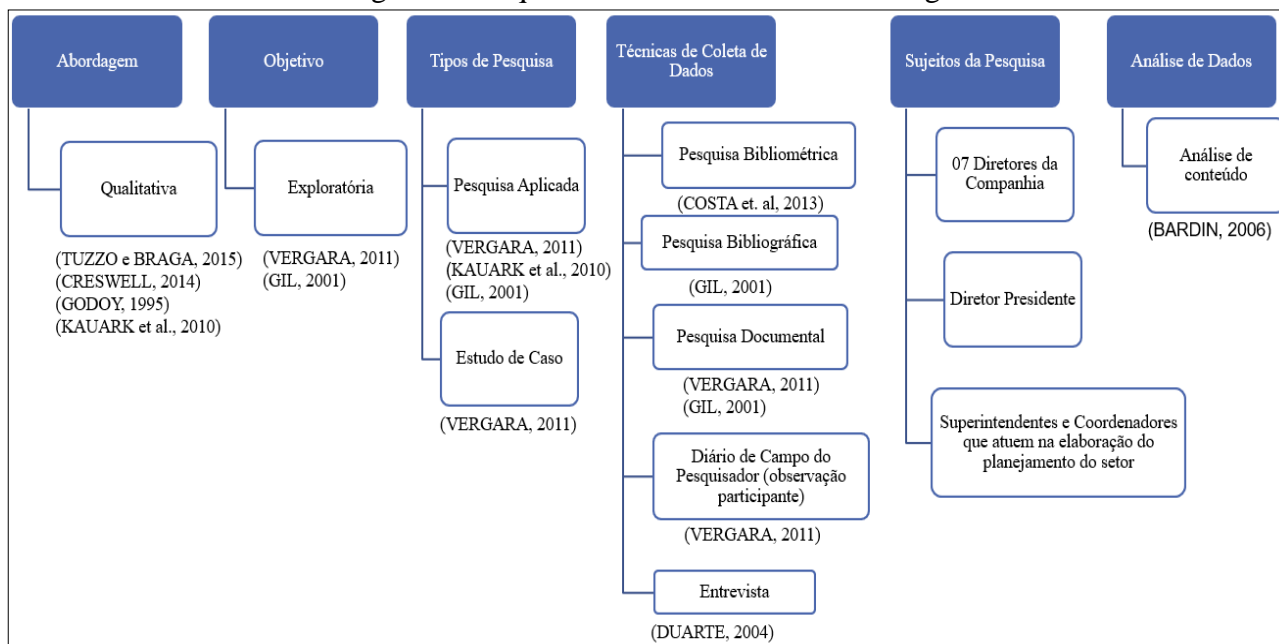 Abordagem
Qualitativa
(TUZZO e BRAGA, 2015)
(CRESWELL, 2014)
(GODOY, 1995)
(KAUARK et al., 2010)
Objetivo
Exploratória
(VERGARA, 2011)
(GIL, 2001)
Tipos de Pesquisa
Pesquisa Aplicada
(VERGARA, 2011)
(KAUARK et al., 2010)
(GIL, 2001)
Estudo de Caso
(VERGARA, 2011)
Técnicas de Coleta de
Dados
Pesquisa Bibliométrica
(COSTA et. al, 2013)
Pesquisa Bibliográfica
(GIL, 2001)
Pesquisa Documental
(VERGARA, 2011)
(GIL, 2001)
Diário de Campo do
Pesquisador (observação
participante)
(VERGARA, 2011)
Entrevista
(DUARTE, 2004)
Sujeitos da Pesquisa
07 Diretores da
Companhia
Diretor Presidente
Superintendentes e Coordenadores
que atuem na elaboração do
planejamento do setor
Análise de Dados
Análise de
conteúdo
(BARDIN, 2006)